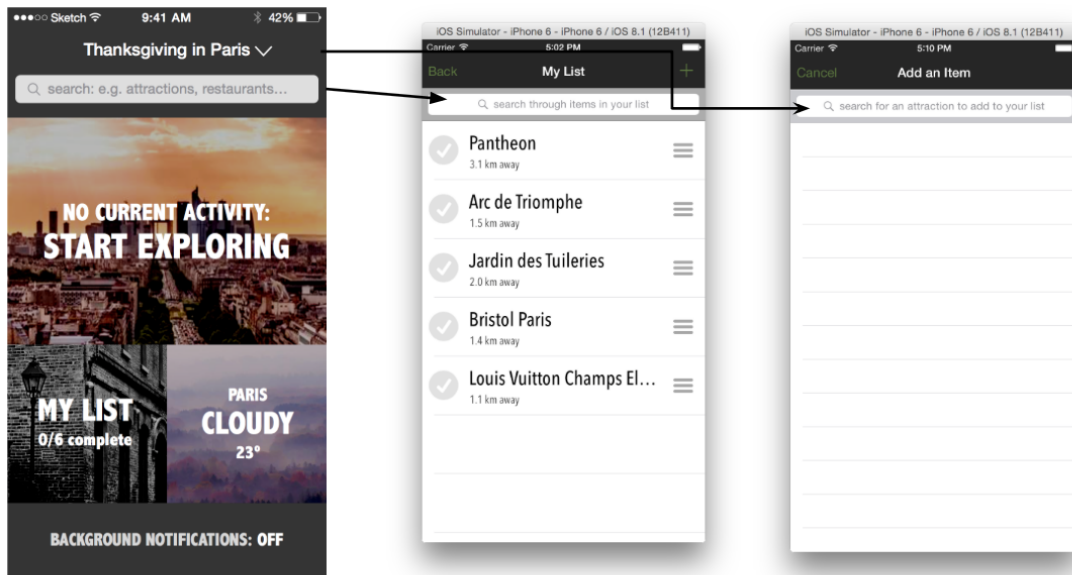 Sketch 9:41 AM 42%
Thanksgiving in Paris
search: e.g. attractions, restaurants...
NO CURRENT ACTIVITY:
START EXPLORING
MY LIST
0/6 complete
PARIS
CLOUDY
23°
BACKGROUND NOTIFICATIONS: OFF
iOS Simulator - iPhone 6 - iPhone 6 / iOS 8.1 (12B411)
Carrier 5:02 PM
Back My List +
search through items in your list
Pantheon
3.1 km away
Arc de Triomphe
1.5 km away
Jardin des Tuileries
2.0 km away
Bristol Paris
1.4 km away
Louis Vuitton Champs El...
1.1 km away
iOS Simulator - iPhone 6 - iPhone 6 / iOS 8.1 (12B411)
Carrier 5:10 PM
Cancel Add an Item
search for an attraction to add to your list